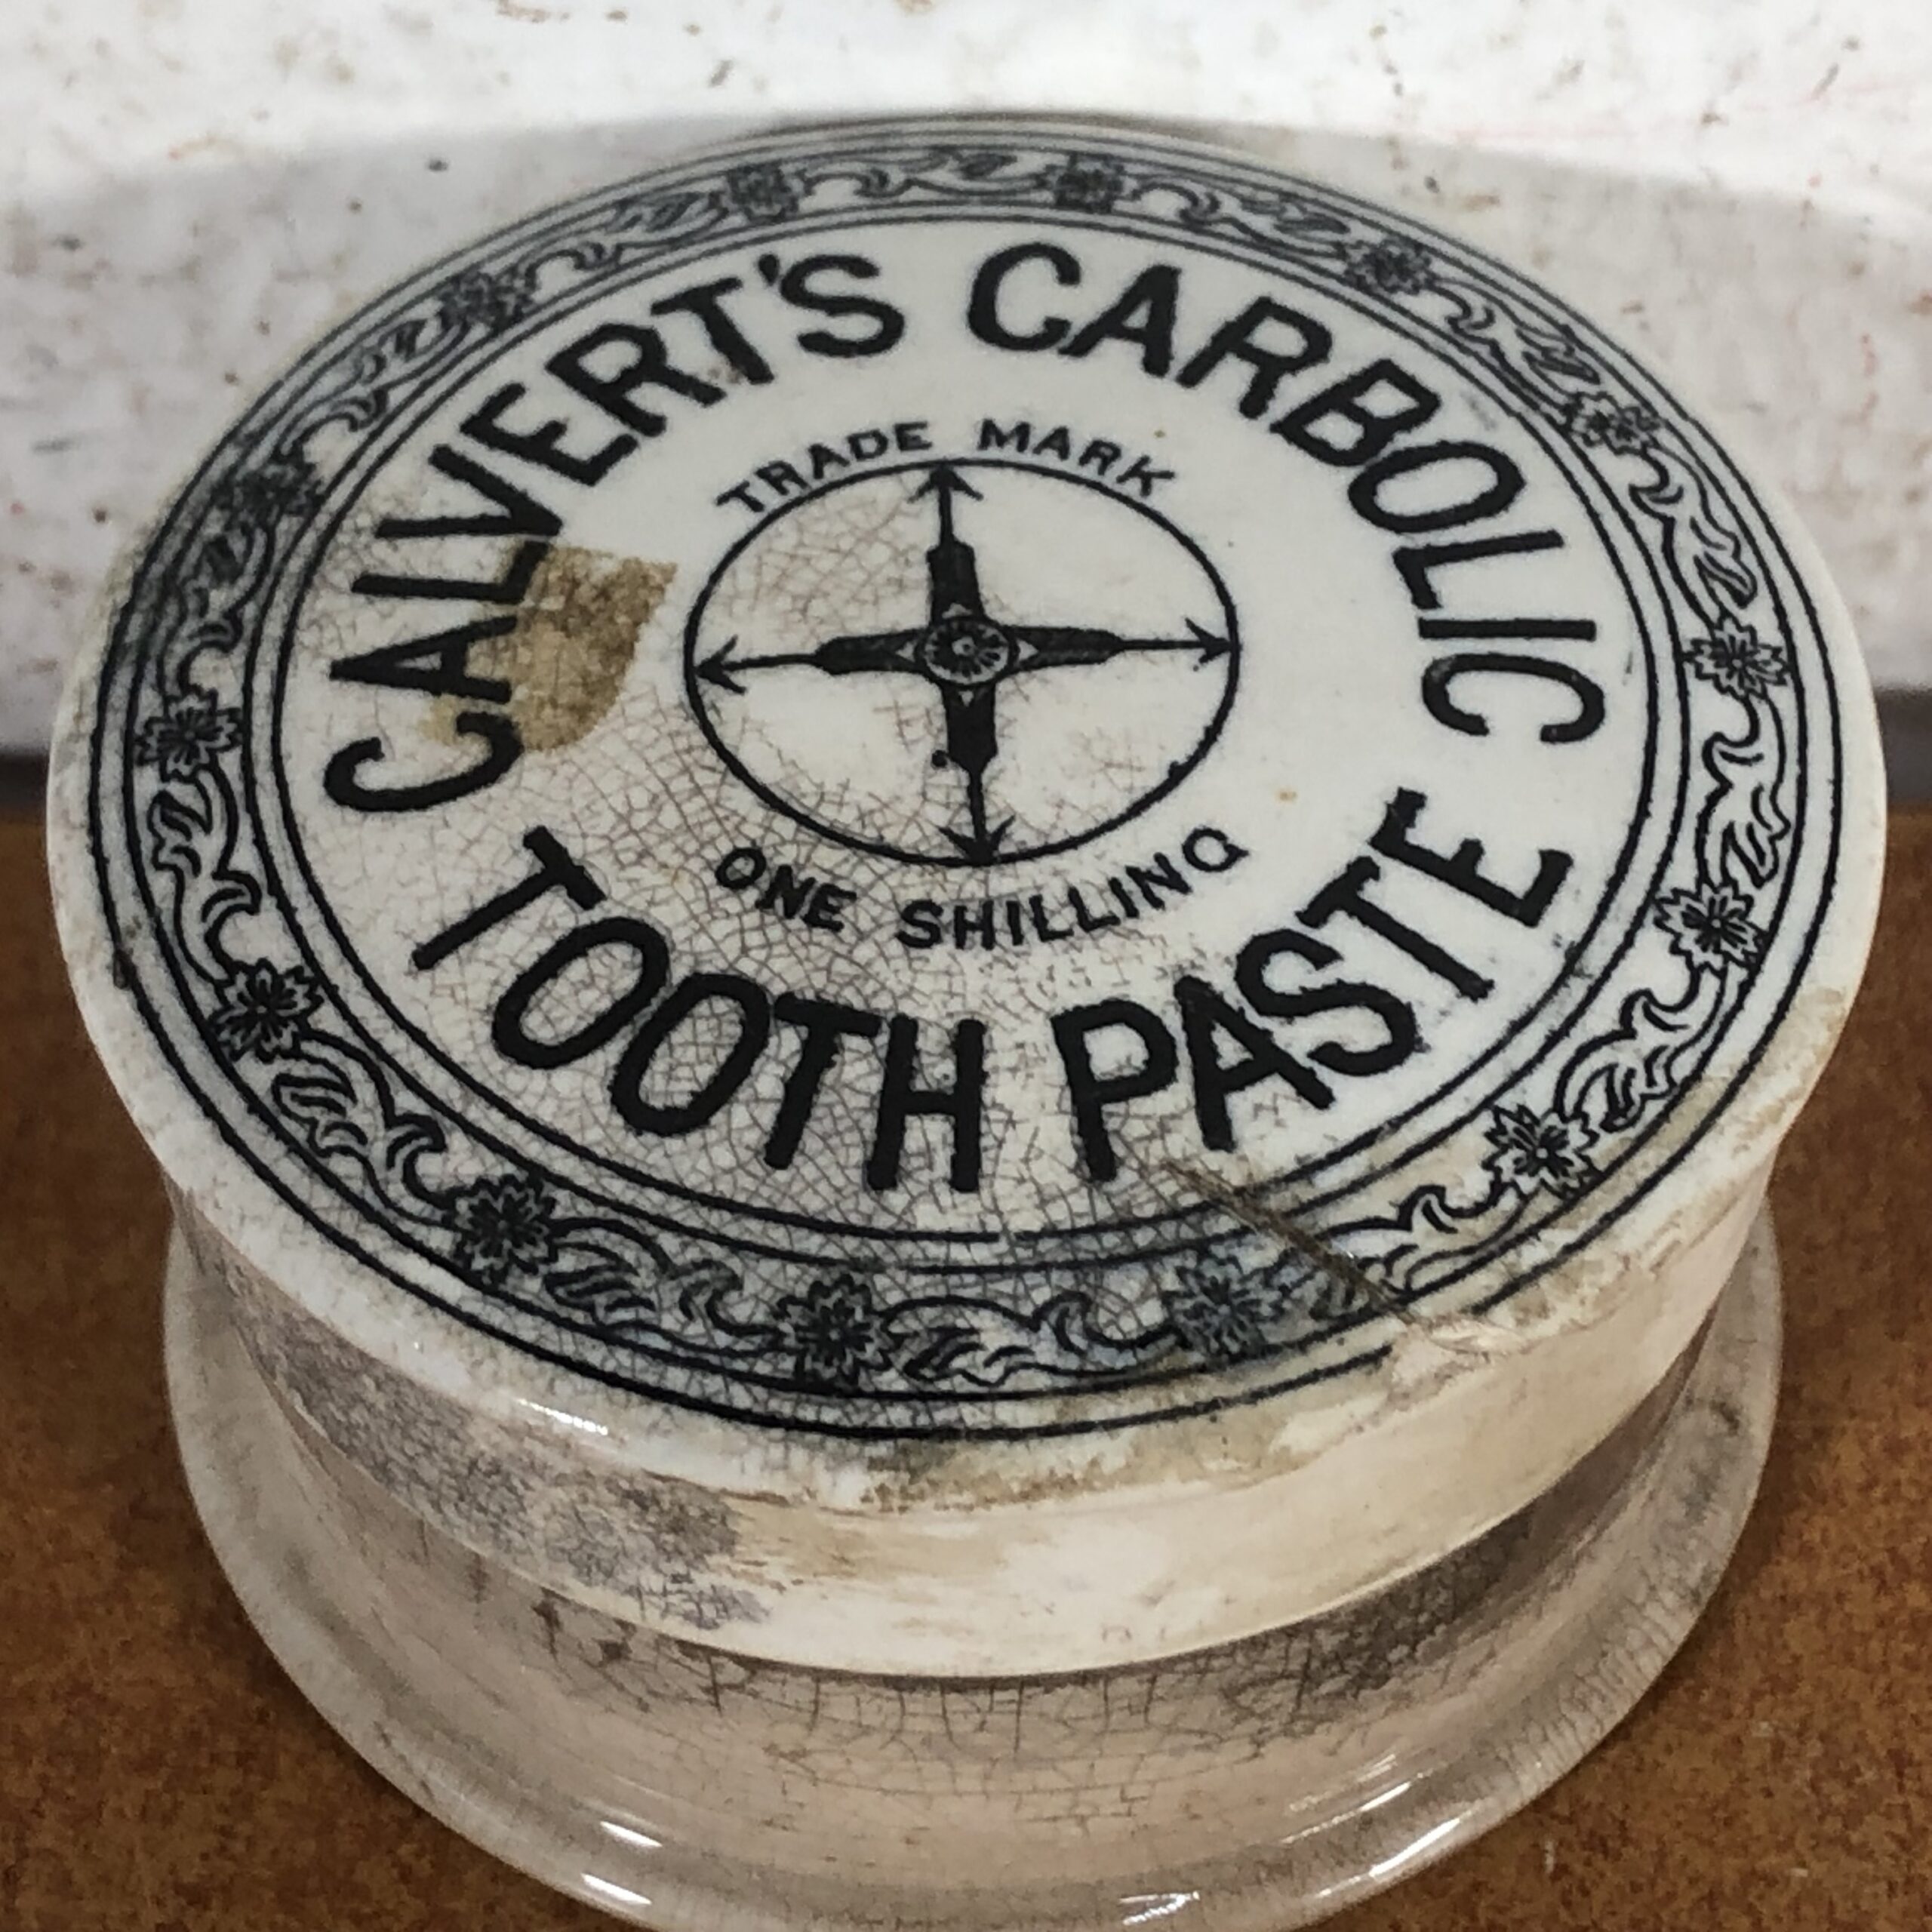 CALVERT'S CARBOLIC
TRADE MARK
ONE SHILLING
TOOTH PASTE